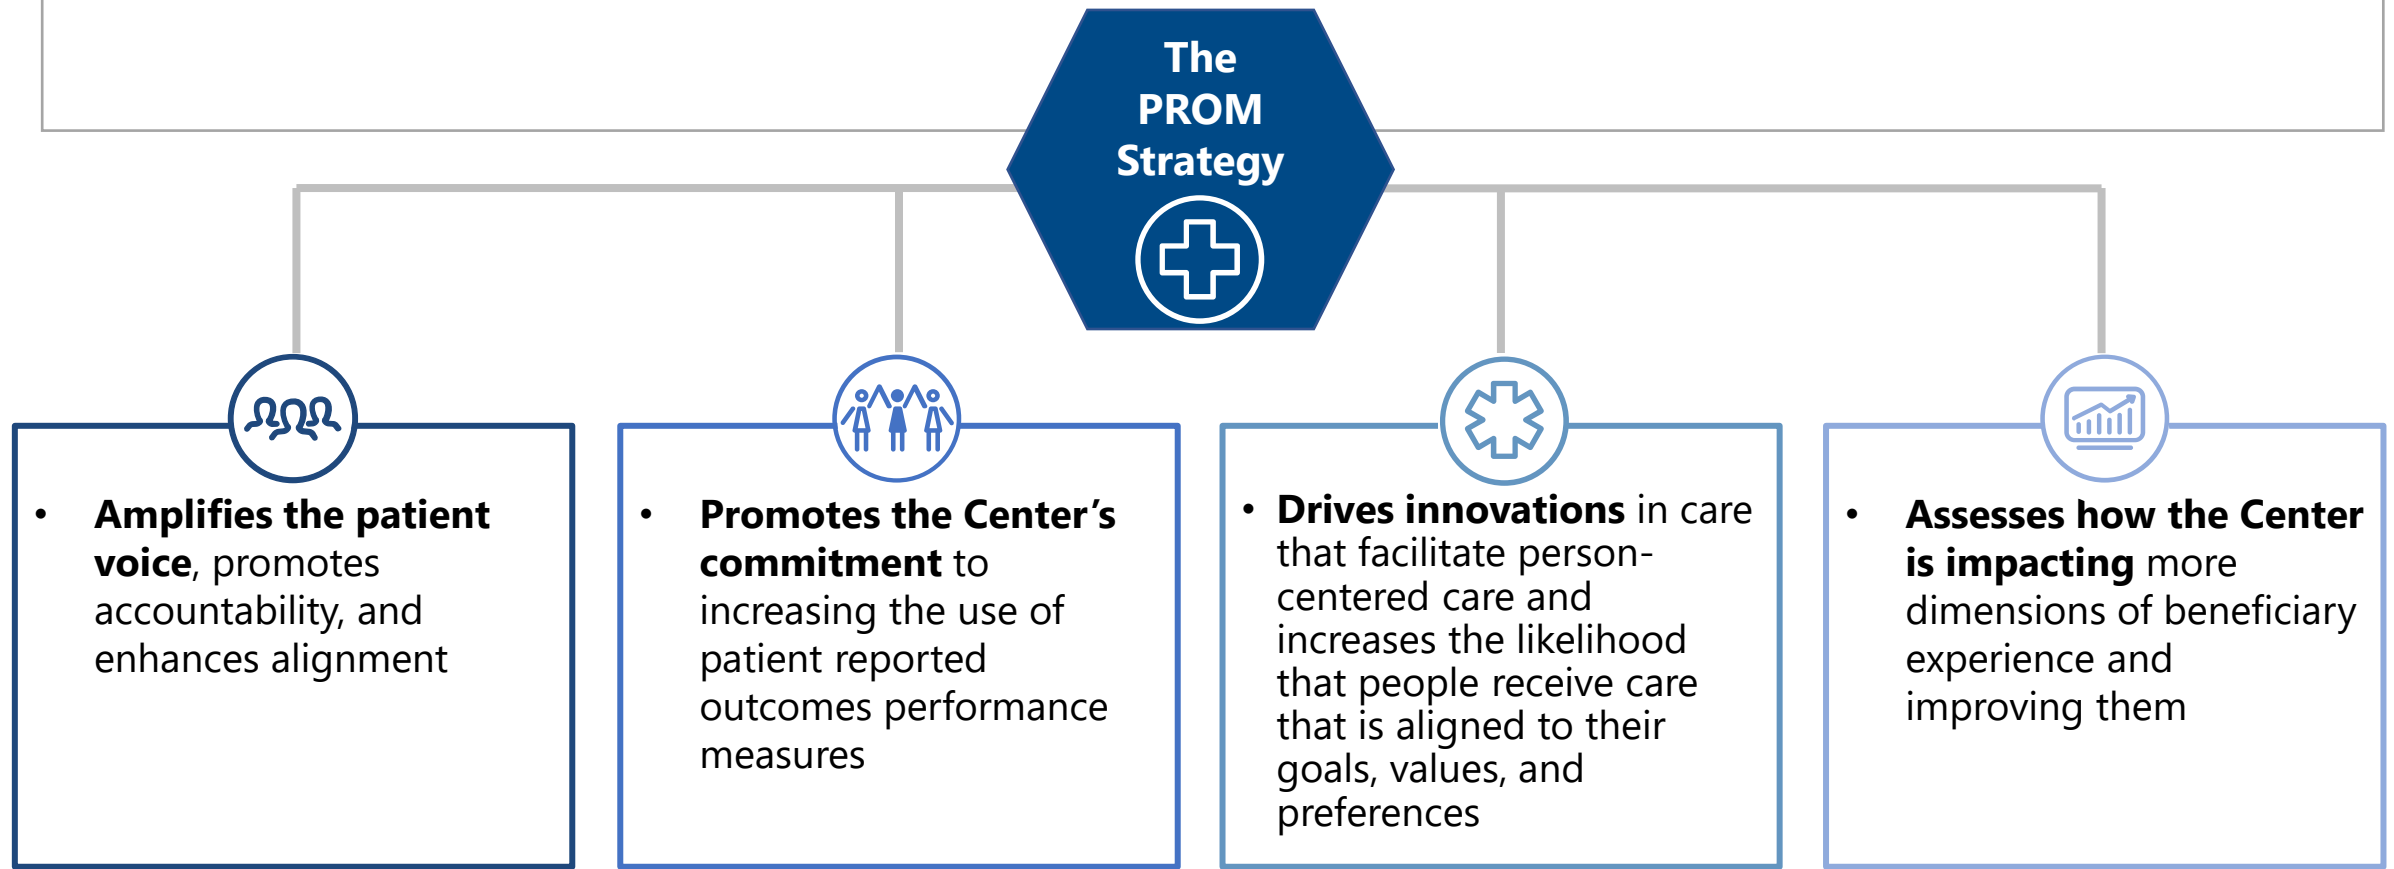 The
PROM
Strategy
• Amplifies the patient
voice, promotes
accountability, and
enhances alignment
• Promotes the Center’s
commitment to
increasing the use of
patient reported
outcomes performance
measures
• Drives innovations in care
that facilitate person-
centered care and
increases the likelihood
that people receive care
that is aligned to their
goals, values, and
preferences
• Assesses how the Center
is impacting more
dimensions of beneficiary
experience and
improving them